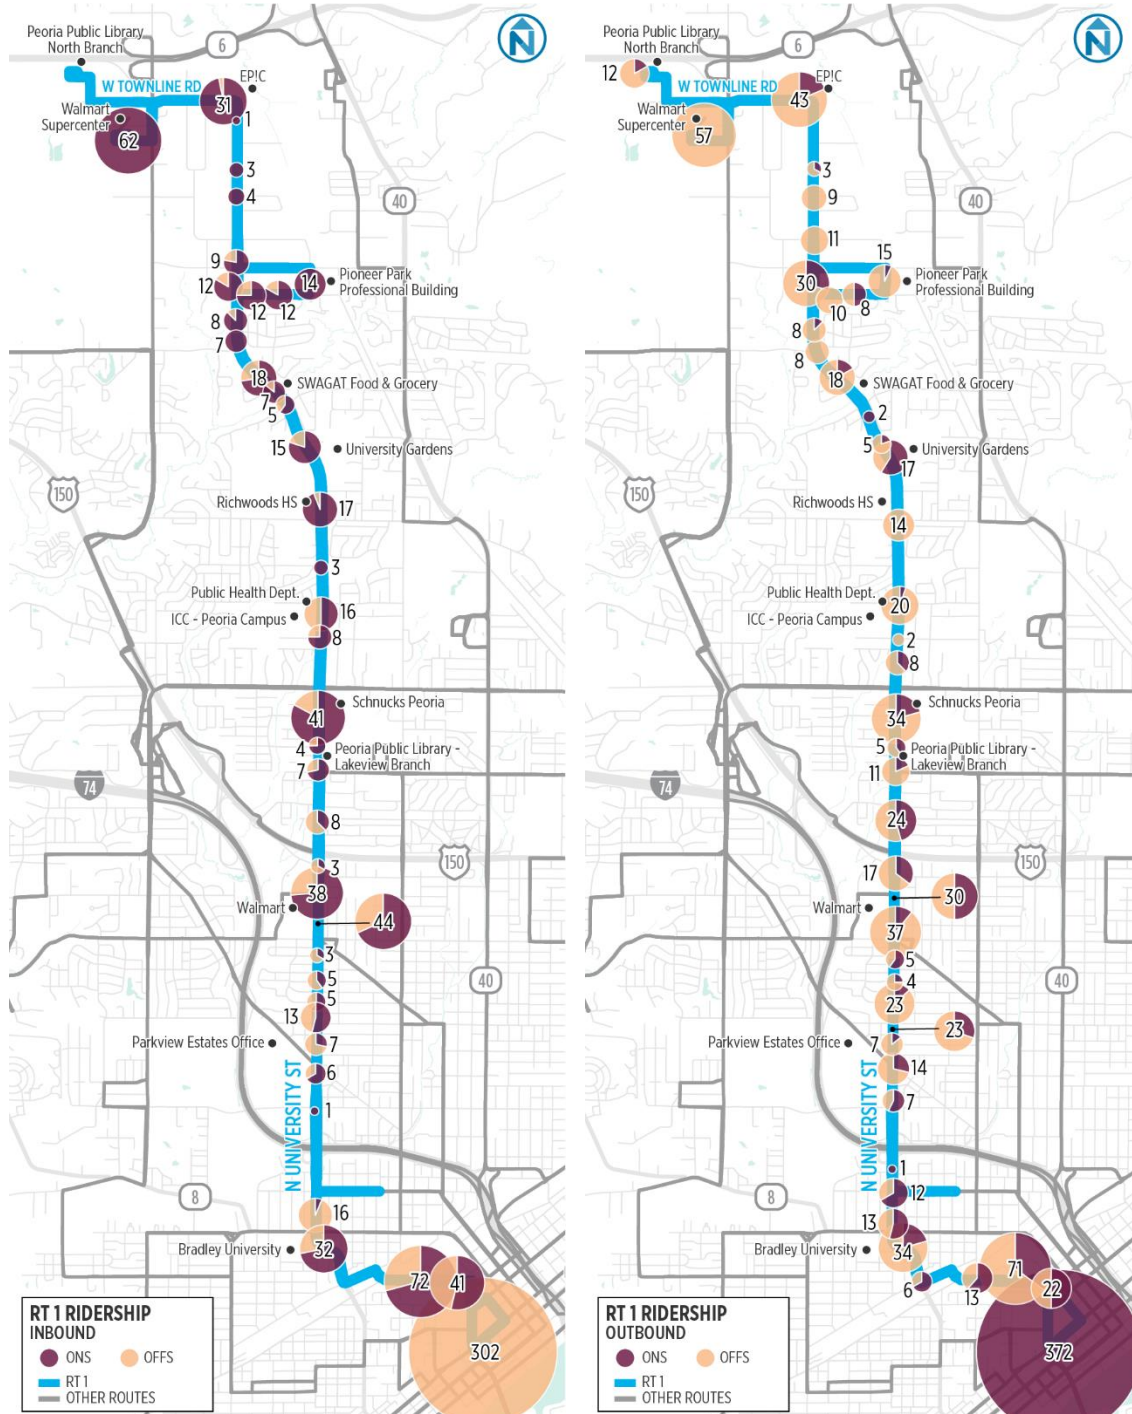 Peoria Public Library
North Branch
6
N
W TOWNLINE RD
EP!C
31
1
Walmart
Supercenter
62
3
4
40
9
12
14
Pioneer Park
Professional Building
12
12
8
7
18
SWAGAT Food & Grocery
7
5
15
University Gardens
150
Richwoods HS
17
3
Public Health Dept.
ICC - Peoria Campus
16
8
Schnucks Peoria
41
4
Peoria Public Library -
Lakeview Branch
7
74
8
150
3
38
Walmart
44
3
5
40
5
13
Parkview Estates Office
7
6
N UNIVERSITY ST
1
8
16
Bradley University
32
72
41
302
RT 1 RIDERSHIP
INBOUND
ONS
OFFS
RT 1
OTHER ROUTES
Peoria Public Library
North Branch
6
N
12
W TOWNLINE RD
EP!C
43
Walmart
Supercenter
57
3
9
40
11
15
30
Pioneer Park
Professional Building
10
8
8
8
18
SWAGAT Food & Grocery
2
5
University Gardens
17
150
Richwoods HS
14
Public Health Dept.
20
ICC - Peoria Campus
2
8
Schnucks Peoria
34
5
Peoria Public Library -
Lakeview Branch
11
74
24
150
17
30
Walmart
37
5
4
40
23
23
Parkview Estates Office
7
14
7
N UNIVERSITY ST
1
8
12
13
Bradley University
34
71
6
13
22
372
RT 1 RIDERSHIP
OUTBOUND
ONS
OFFS
RT 1
OTHER ROUTES